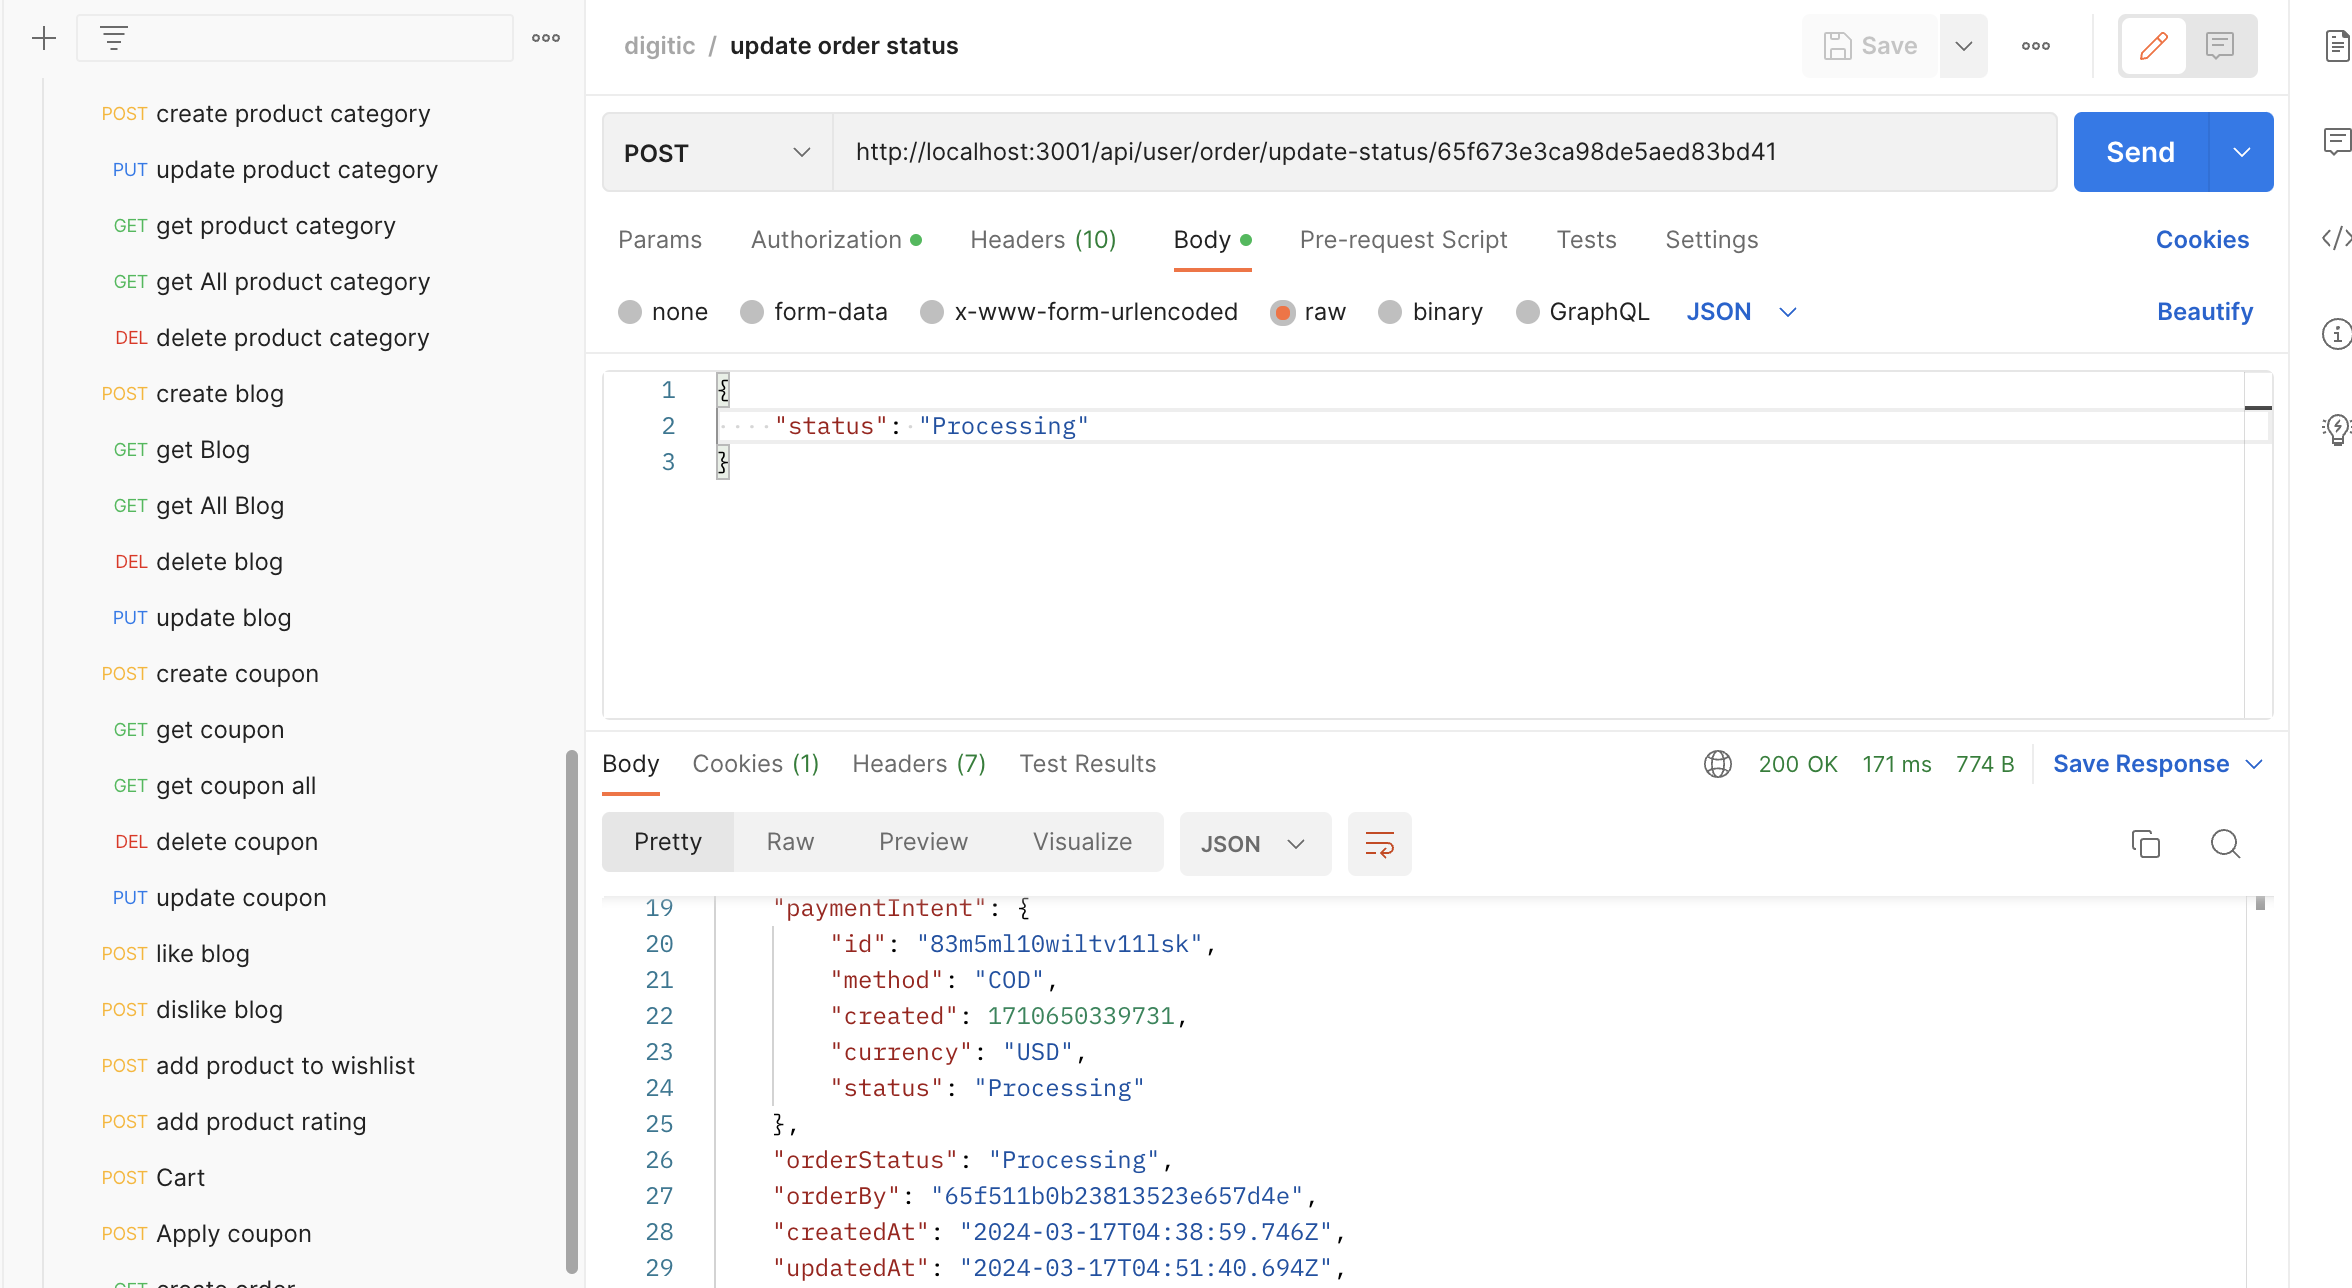 POST create product category
PUT update product category
GET get product category
GET get All product category
DEL delete product category
POST create blog
GET get Blog
GET get All Blog
DEL delete blog
PUT update blog
POST create coupon
GET get coupon
GET get coupon all
DEL delete coupon
PUT update coupon
POST like blog
POST dislike blog
POST add product to wishlist
POST add product rating
POST Cart
POST Apply coupon
GET create order
digitic / update order status
Save
POST http://localhost:3001/api/user/order/update-status/65f673e3ca98de5aed83bd41 Send
Params Authorization Headers (10) Body Pre-request Script Tests Settings Cookies
none form-data x-www-form-urlencoded raw binary GraphQL JSON Beautify
1 {
2 "status": "Processing"
3 }
Body Cookies (1) Headers (7) Test Results 200 OK 171 ms 774 B Save Response
Pretty Raw Preview Visualize JSON
19 "paymentIntent": {
20 "id": "83m5ml10wiltv11lsk",
21 "method": "COD",
22 "created": 1710650339731,
23 "currency": "USD",
24 "status": "Processing"
25 },
26 "orderStatus": "Processing",
27 "orderBy": "65f511b0b23813523e657d4e",
28 "createdAt": "2024-03-17T04:38:59.746Z",
29 "updatedAt": "2024-03-17T04:51:40.694Z",